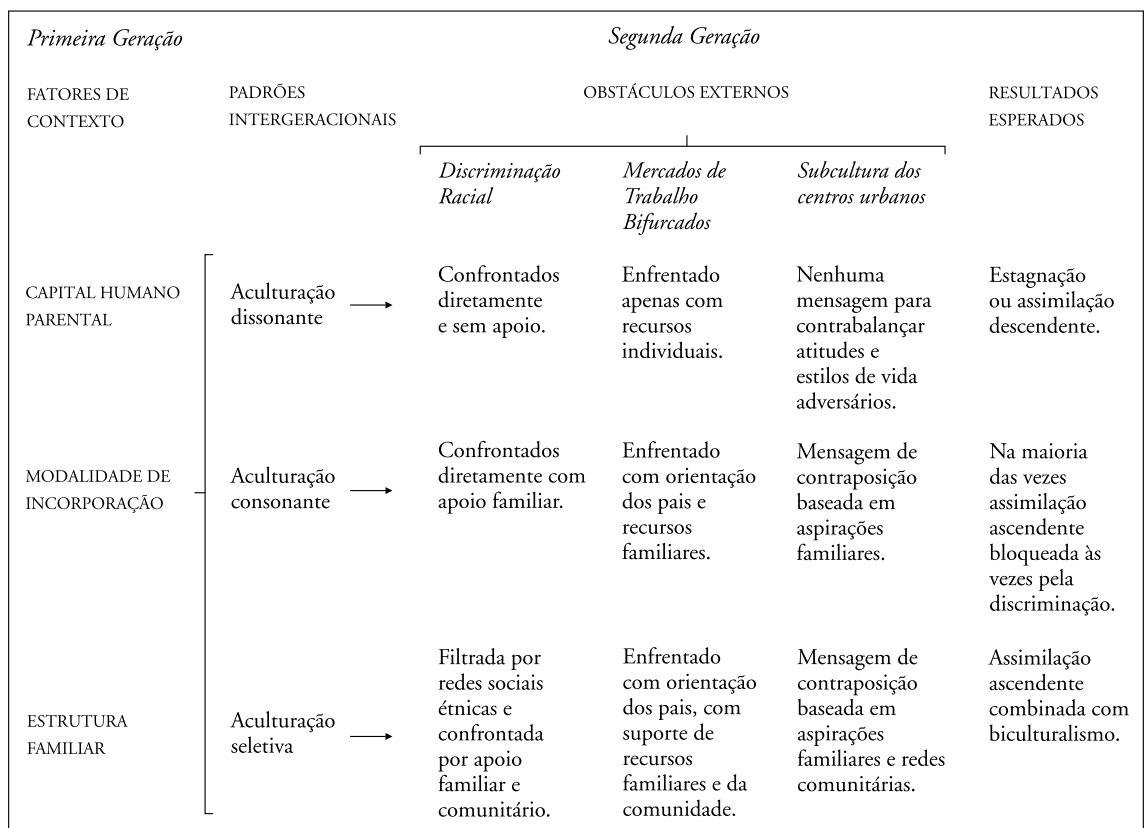 Primeira Geração
Segunda Geração
FATORES DE
CONTEXTO
PADRÕES
INTERGERACIONAIS
OBSTÁCULOS EXTERNOS
RESULTADOS
ESPERADOS
Discriminação
Racial
Mercados de
Trabalho
Bifurcados
Subcultura dos
centros urbanos
CAPITAL HUMANO
PARENTAL
Aculturação
dissonante
Confrontados
diretamente
e sem apoio.
Enfrentado
apenas com
recursos
individuais.
Nenhuma
mensagem para
contrabalançar
atitudes e
estilos de vida
adversários.
Estagnação
ou assimilação
descendente.
MODALIDADE DE
INCORPORAÇÃO
Aculturação
consonante
Confrontados
diretamente com
apoio familiar.
Enfrentado
com orientação
dos pais e
recursos
familiares.
Mensagem de
contraposição
baseada em
aspirações
familiares.
Na maioria
das vezes
assimilação
ascendente
bloqueada às
vezes pela
discriminação.
ESTRUTURA
FAMILIAR
Aculturação
seletiva
Filtrada por
redes sociais
étnicas e
confrontada
por apoio
familiar e
comunitário.
Enfrentado
com orientação
dos pais, com
suporte de
recursos
familiares e da
comunidade.
Mensagem de
contraposição
baseada em
aspirações
familiares e redes
comunitárias.
Assimilação
ascendente
combinada com
biculturalismo.